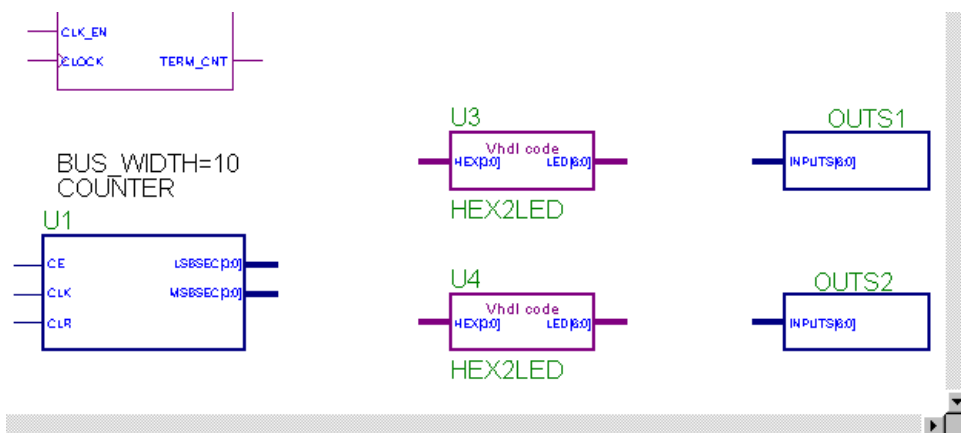 CLK_EN
CLOCK TERM_CNT
BUS_WIDTH=10
COUNTER
U1
CE LSBSEC[3:0]
CLK MSBSEC[3:0]
CLR
U3
Vhdl code
HEX[3:0] LED[6:0]
HEX2LED
OUTS1
INPUTS[6:0]
U4
Vhdl code
HEX[3:0] LED[6:0]
HEX2LED
OUTS2
INPUTS[6:0]